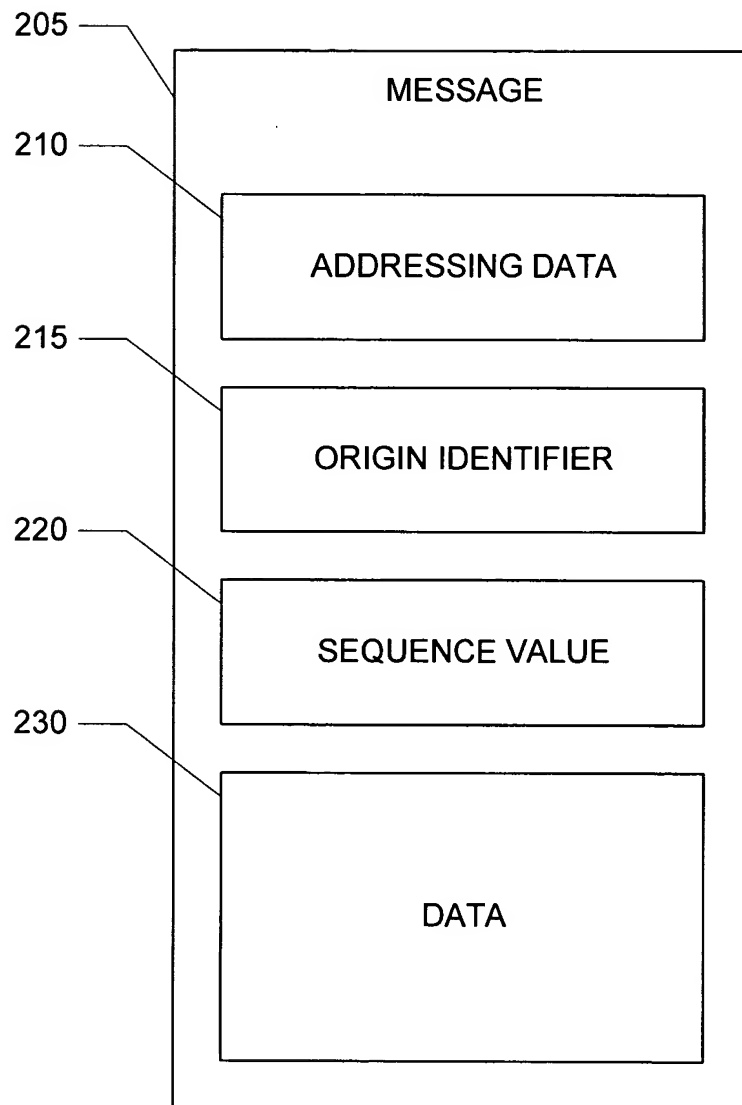 205
MESSAGE
210
ADDRESSING DATA
215
ORIGIN IDENTIFIER
220
SEQUENCE VALUE
230
DATA